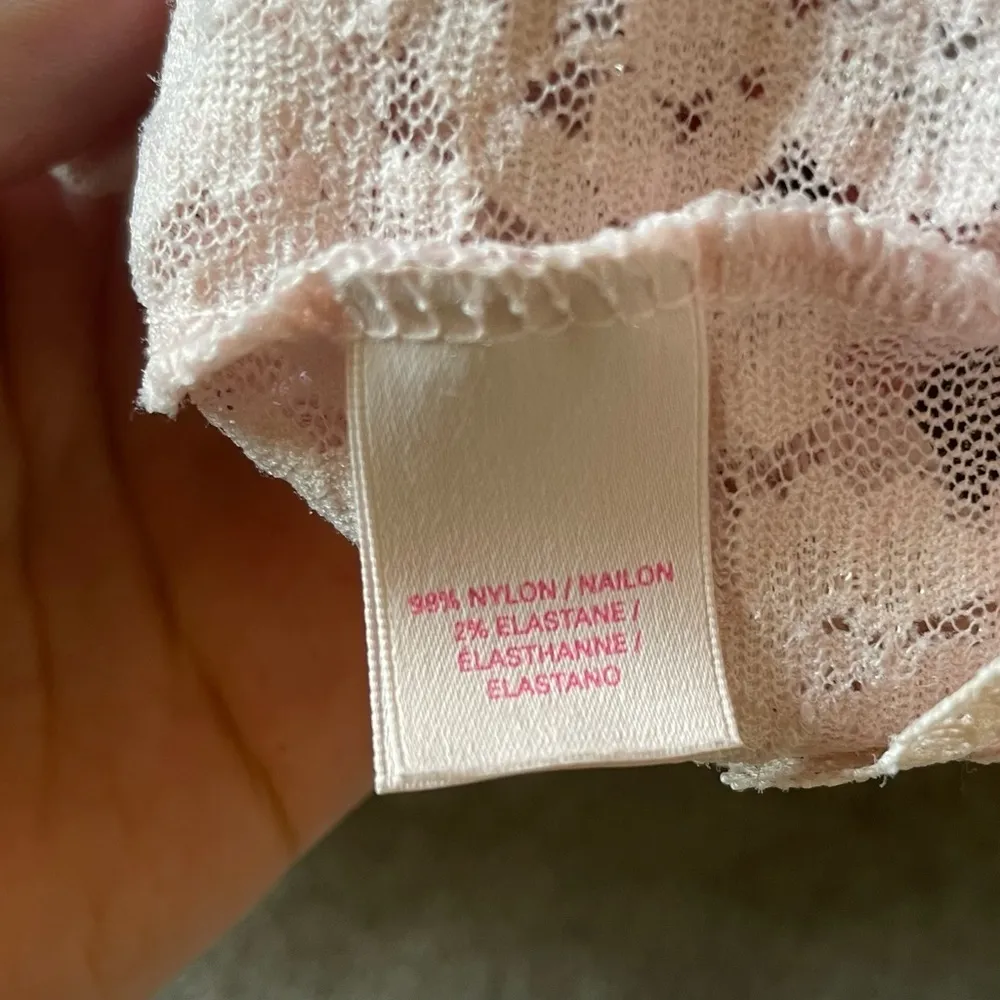 98% NYLON / NAILON
2% ELASTANE /
ÉLASTHANNE /
ELASTANO